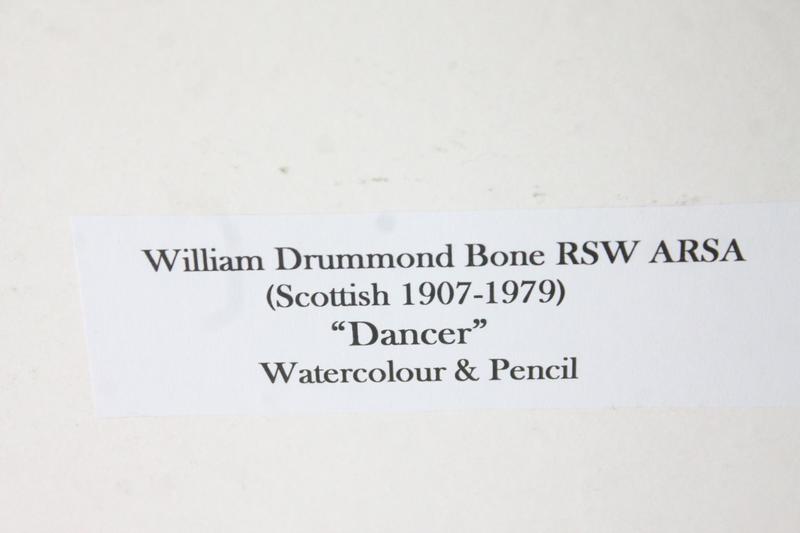 William Drummond Bone RSW ARSA
(Scottish 1907-1979)
“Dancer”
Watercolour & Pencil